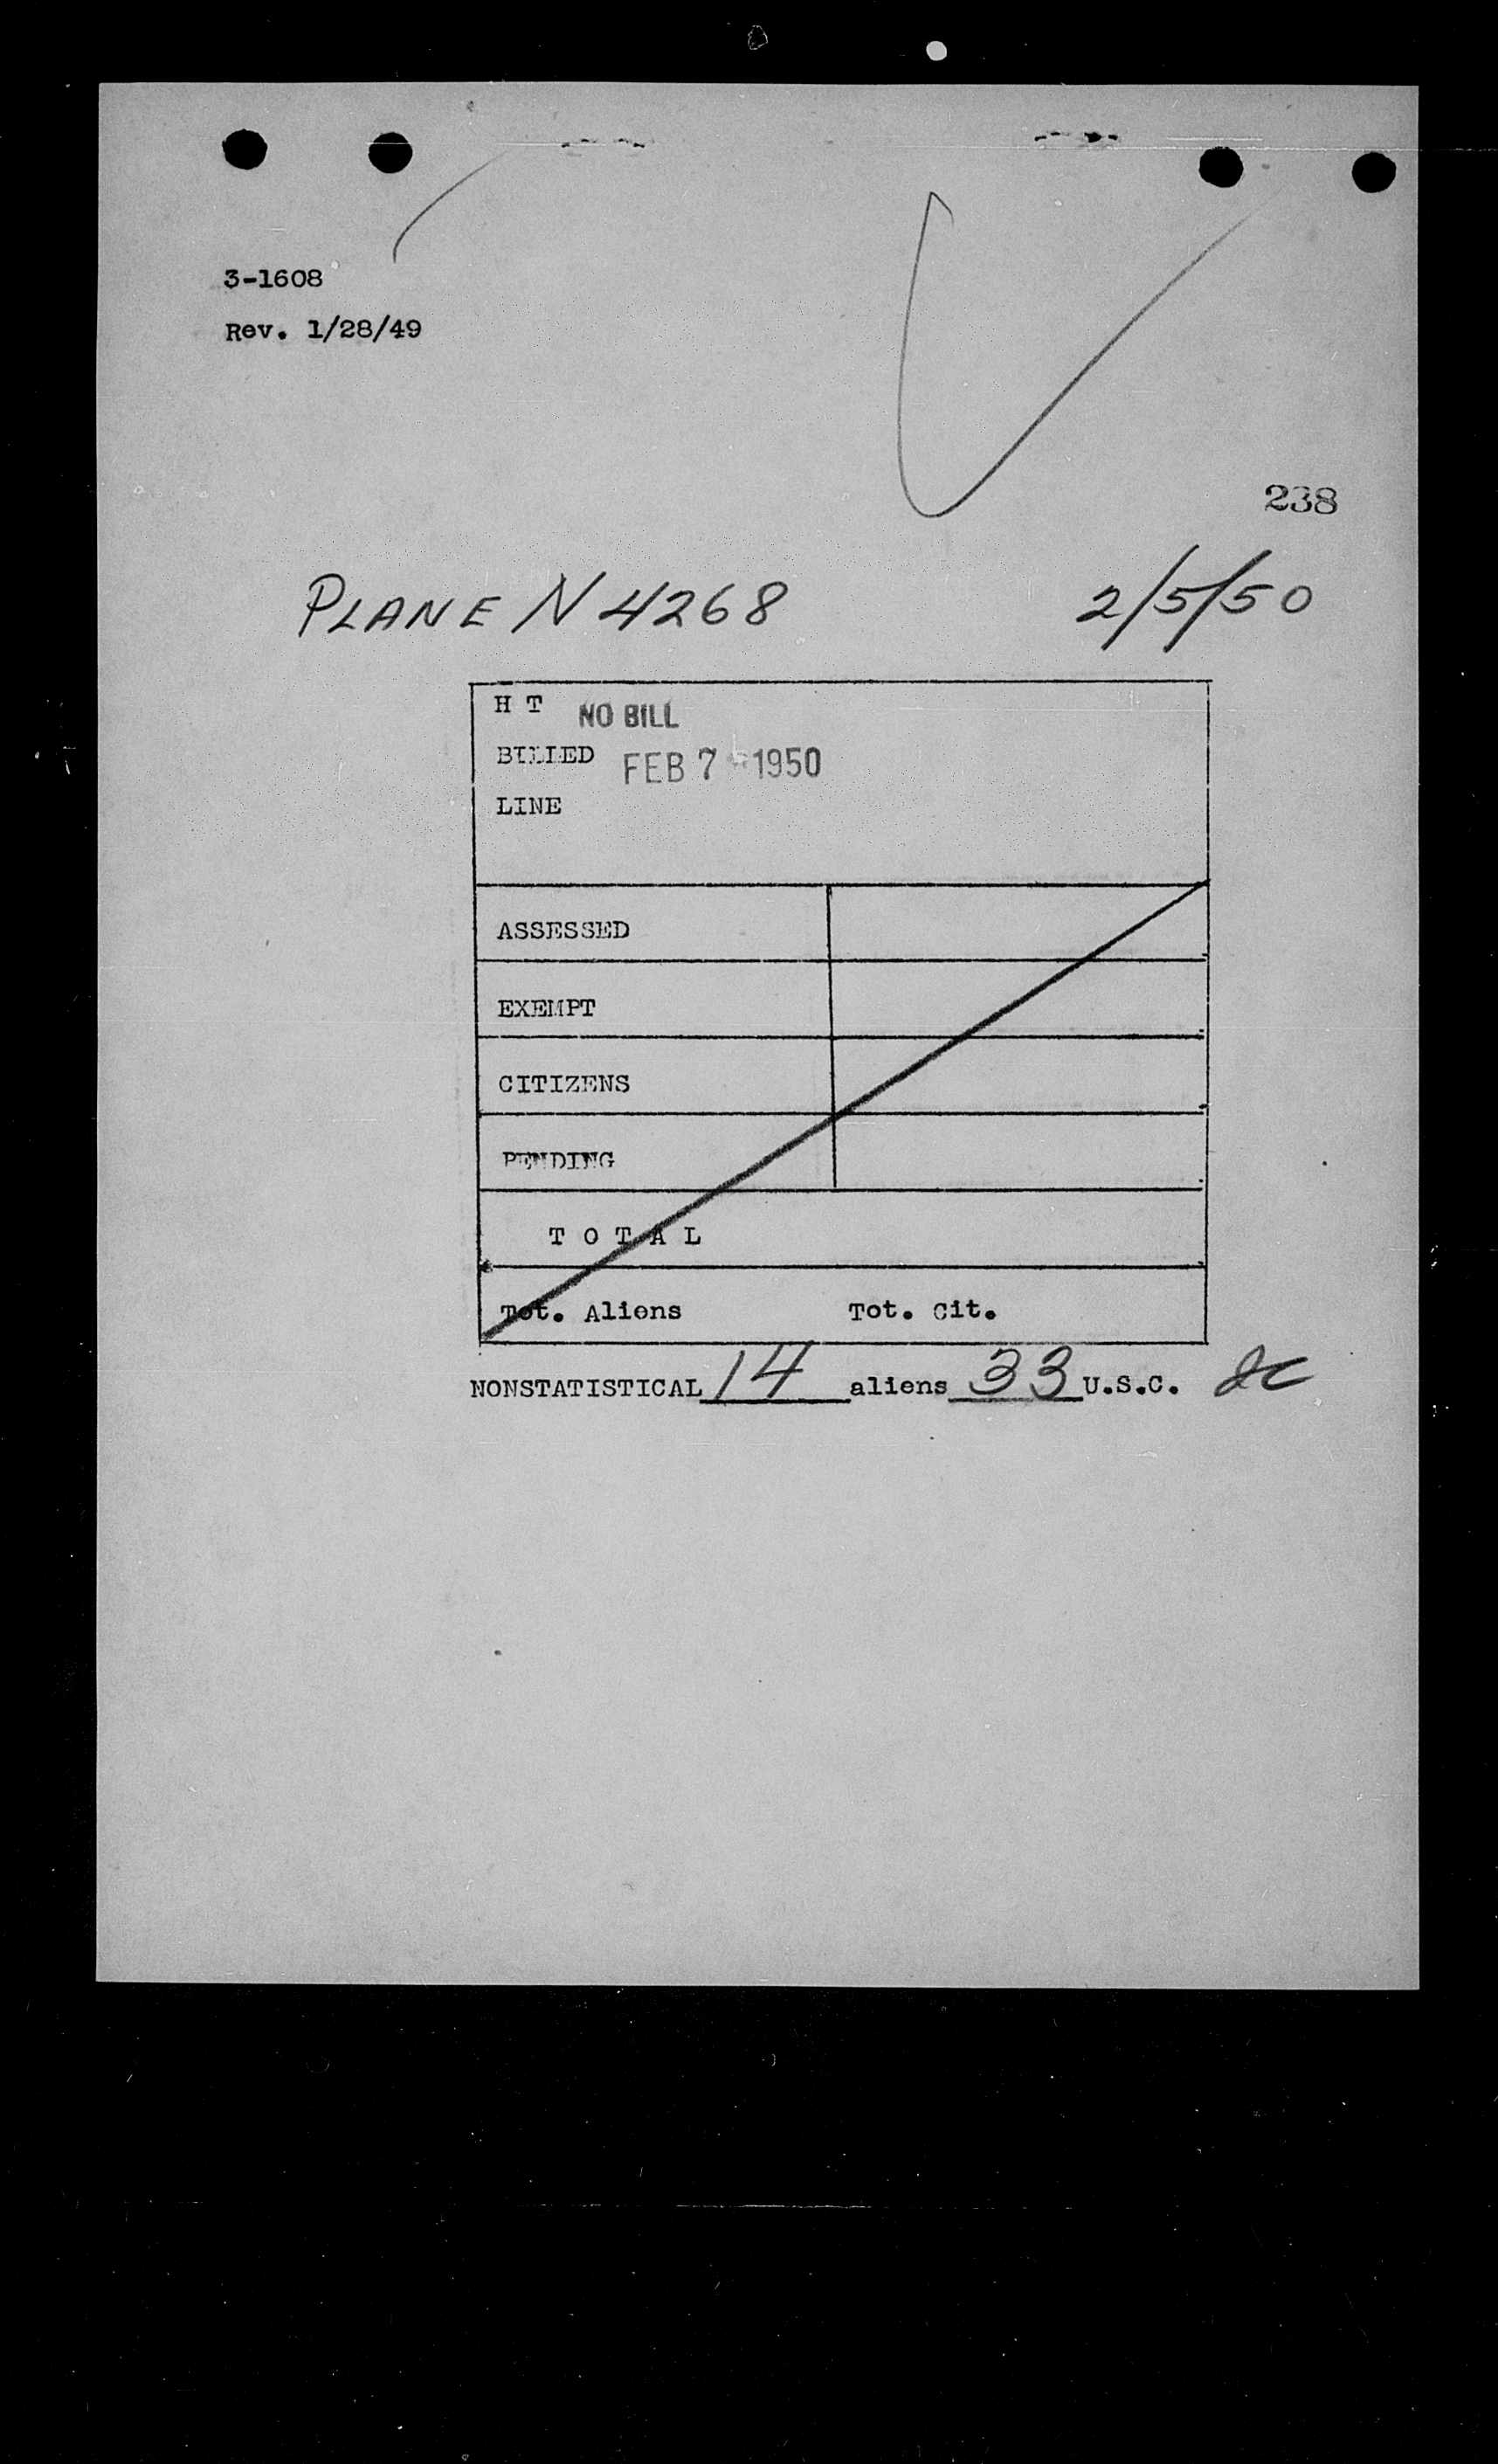 3-1608
Rev. 1/28/49
238
PLANE N4268 2/5/50
H T NO BILL
BILLED FEB 7 1950
LINE
ASSESSED
EXEMPT
CITIZENS
PENDING
T O T A L
Tot. Aliens Tot. Cit.
NONSTATISTICAL 14 aliens 33 U.S.C.